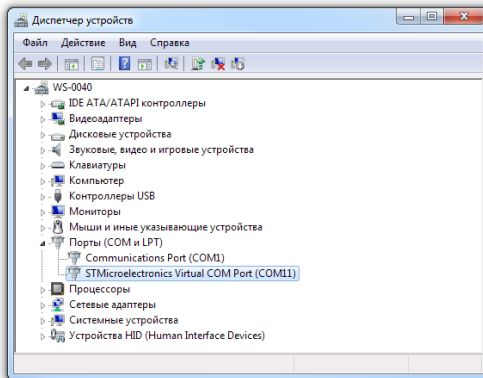 Диспетчер устройств
Файл Действие Вид Справка
WS-0040
IDE ATA/ATAPI контроллеры
Видеоадаптеры
Дисковые устройства
Звуковые, видео и игровые устройства
Клавиатуры
Компьютер
Контроллеры USB
Мониторы
Мыши и иные указывающие устройства
Порты (COM и LPT)
Communications Port (COM1)
STMicroelectronics Virtual COM Port (COM11)
Процессоры
Сетевые адаптеры
Системные устройства
Устройства HID (Human Interface Devices)